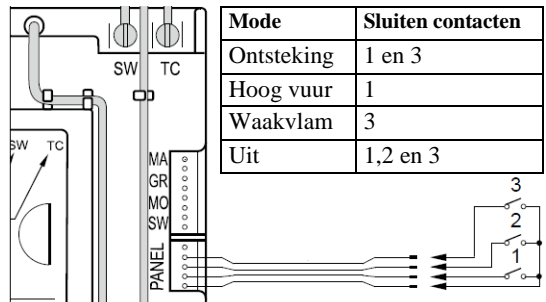 SW TC
SW TC
MA
GR
MO
SW
PANEL
Mode Sluiten contacten
Ontsteking 1 en 3
Hoog vuur 1
Waakvlam 3
Uit 1,2 en 3
3
2
1